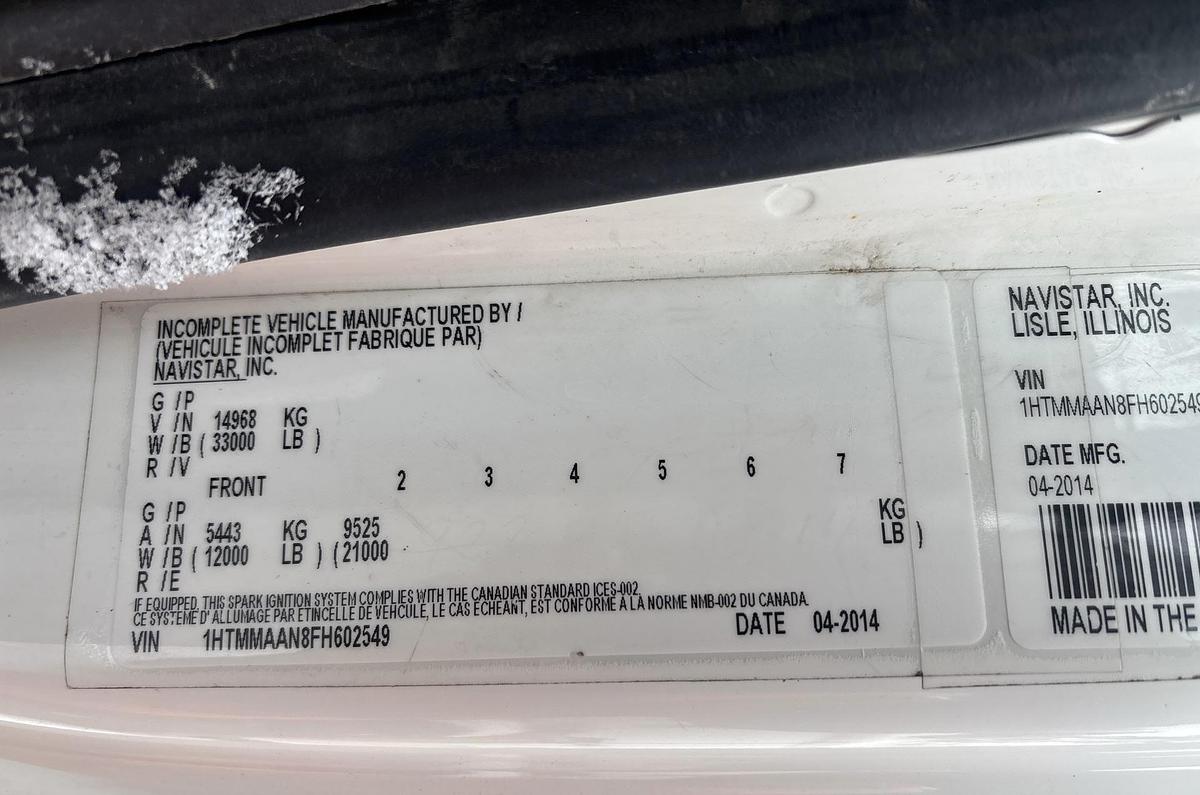 INCOMPLETE VEHICLE MANUFACTURED BY /
(VEHICULE INCOMPLET FABRIQUE PAR)
NAVISTAR, INC.
G /P
V /N 14968 KG
W /B ( 33000 LB )
R /V
FRONT 2 3 4 5 6 7
G /P KG
A /N 5443 KG 9525 LB )
W /B ( 12000 LB ) ( 21000
R /E
IF EQUIPPED, THIS SPARK IGNITION SYSTEM COMPLIES WITH THE CANADIAN STANDARD ICES-002.
CE SYSTEME D'ALLUMAGE PAR ETINCELLE DE VEHCULE, LE CAS ECHEANT, EST CONFORME A LA NORME NMB-002 DU CANADA.
VIN 1HTMMAAN8FH602549 DATE 04-2014
NAVISTAR, INC.
LISLE, ILLINOIS
VIN
1HTMMAAN8FH602549
DATE MFG.
04-2014
MADE IN THE